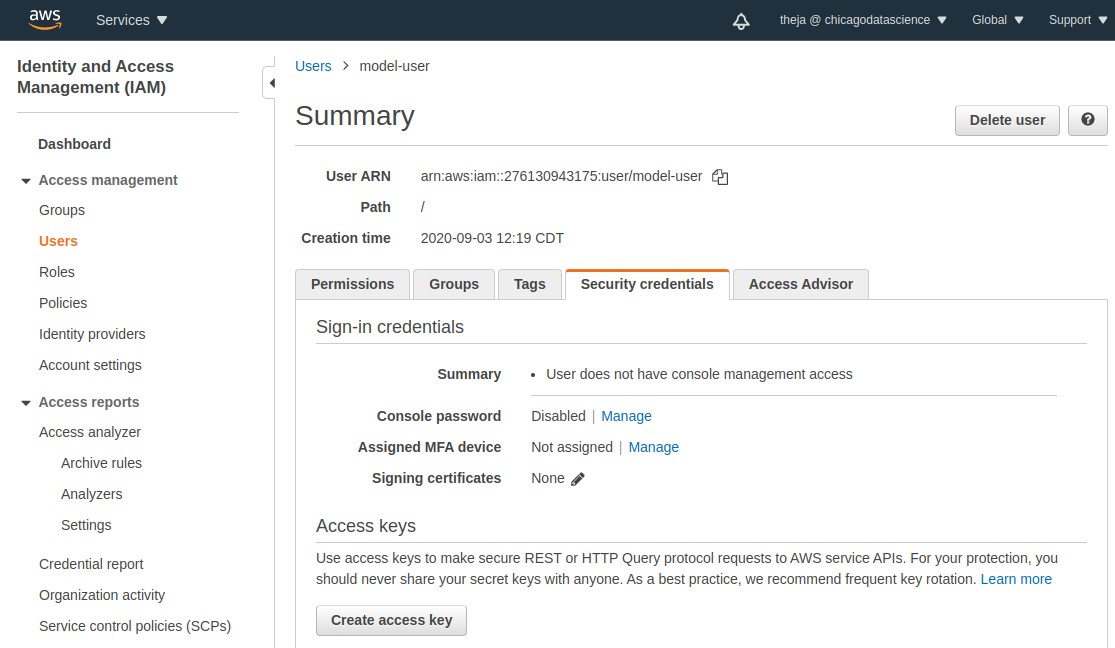 aws Services theja @ chicagodatascience Global Support
Identity and Access
Management (IAM)
Dashboard
Access management
Groups
Users
Roles
Policies
Identity providers
Account settings
Access reports
Access analyzer
Archive rules
Analyzers
Settings
Credential report
Organization activity
Service control policies (SCPs)
Users > model-user
Summary
Delete user ?
User ARN arn:aws:iam::276130943175:user/model-user
Path /
Creation time 2020-09-03 12:19 CDT
Permissions Groups Tags Security credentials Access Advisor
Sign-in credentials
Summary • User does not have console management access
Console password Disabled | Manage
Assigned MFA device Not assigned | Manage
Signing certificates None
Access keys
Use access keys to make secure REST or HTTP Query protocol requests to AWS service APIs. For your protection, you
should never share your secret keys with anyone. As a best practice, we recommend frequent key rotation. Learn more
Create access key